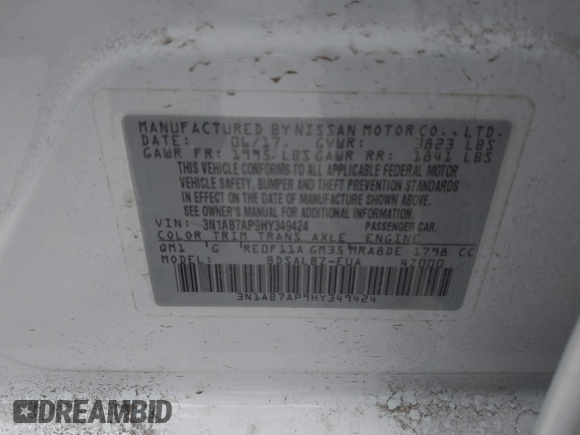 MANUFACTURED BY NISSAN MOTOR CO., LTD.
DATE: 06/17. GVWR: 3823 LBS
GAWR FR: 1995 LBS GAWR RR: 1841 LBS
THIS VEHICLE CONFORMS TO ALL APPLICABLE FEDERAL MOTOR
VEHICLE SAFETY, BUMPER AND THEFT PREVENTION STANDARDS
IN EFFECT ON THE DATE OF MANUFACTURE SHOWN ABOVE.
SEE OWNER'S MANUAL FOR ADDITIONAL INFORMATION
VIN: 3N1AB7AP9HY349424 PASSENGER CAR.
COLOR TRIM TRANS AXLE ENGINE
QM1 G RE0F11A GM35 MRA8DE 1798 CC
MODEL: BDSALB7-EUA 47000
3N1AB7AP9HY349424
DREAMBID